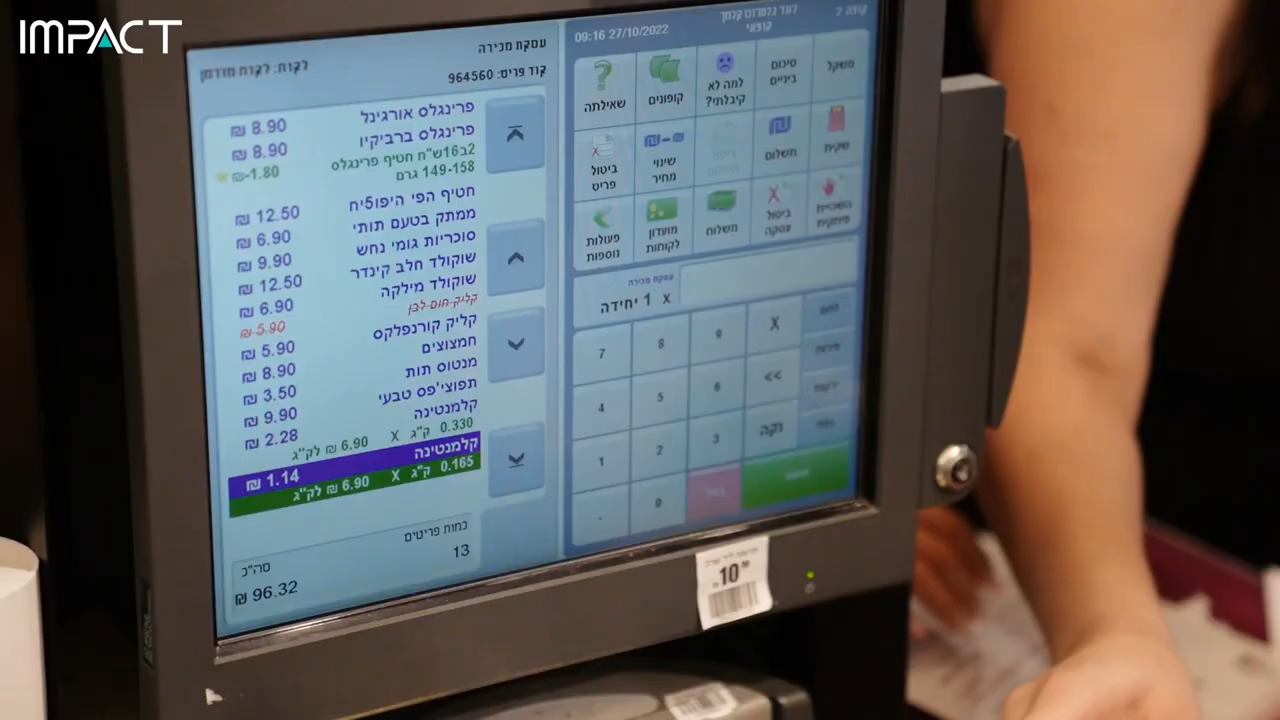 IMPACT
עסקת מכירה
לקוח: לקוח מזדמן
קוד פריט: 964560
פרינגלס אורגינל 8.90 ₪
פרינגלס ברביקיו 8.90 ₪
2ב16ש"ח חטיף פרינגלס
149-158 גרם ₪-1.80
חטיף הפי היפו5יח 12.50 ₪
ממתק בטעם תותי 6.90 ₪
סוכריות גומי נחש 9.90 ₪
שוקולד חלב קינדר 12.50 ₪
שוקולד מילקה 6.90 ₪
קליק חום לבן 5.90 ₪
קליק קורנפלקס 5.90 ₪
חמצוצים 8.90 ₪
מנטוס תות 3.50 ₪
תפוצ'יפס טבעי 9.90 ₪
קלמנטינה 2.28 ₪
0.330 ק"ג X 6.90 ₪ לק"ג
קלמנטינה 1.14 ₪
0.165 ק"ג X 6.90 ₪ לק"ג
כמות פריטים
13
סה"כ
96.32 ₪
09:16 27/10/2022
קופה 2
קופאי
שאילתה
קופונים
למה לא קיבלתי?
סיכום ביניים
משקל
ביטול פריט
שינוי מחיר
תשלום
שקית
פעולות נוספות
מועדון לקוחות
משלוח
ביטול עסקה
עסקת מכירה
X 1 יחידה
7 8 9 X
4 5 6 <<
1 2 3 נקה
. 0
10